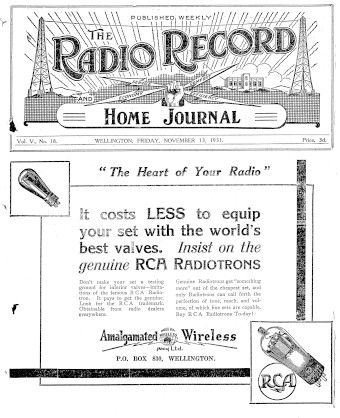 PUBLISHED WEEKLY
THE
RADIO RECORD
AND
HOME JOURNAL
Vol. V., No. 18. WELLINGTON, FRIDAY, NOVEMBER 13, 1931. Price, 3d.
"The Heart of Your Radio"
It costs LESS to equip
your set with the world's
best valves. Insist on the
genuine RCA RADIOTRONS
Don't make your set a testing
ground for inferior valves—imita-
tions of the famous R.C.A. Radio-
tron. It pays to get the genuine.
Look for the R.C.A. trademark.
Obtainable from radio dealers
everywhere.
Genuine Radiotrons get "something
more" out of the cheapest set, and
only Radiotrons can call forth the
perfection of tone, reach, and vol-
ume, of which fine sets are capable.
Buy R.C.A. Radiotrons To-day!
Amalgamated Wireless
(A/sia) Ltd.
P.O. BOX 830, WELLINGTON.
RCA